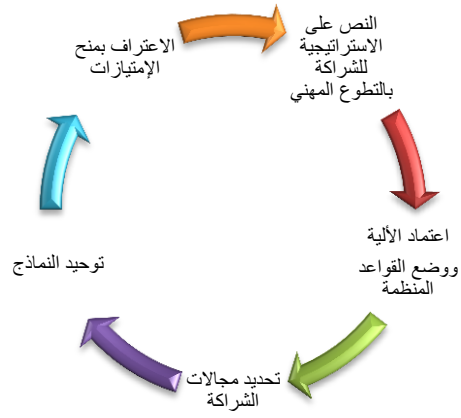 النص على
الاستراتيجية
للشراكة
بالتطوع المهني
اعتماد الألية
ووضع القواعد
المنظمة
تحديد مجالات
الشراكة
توحيد النماذج
الاعتراف بمنح
الإمتيازات